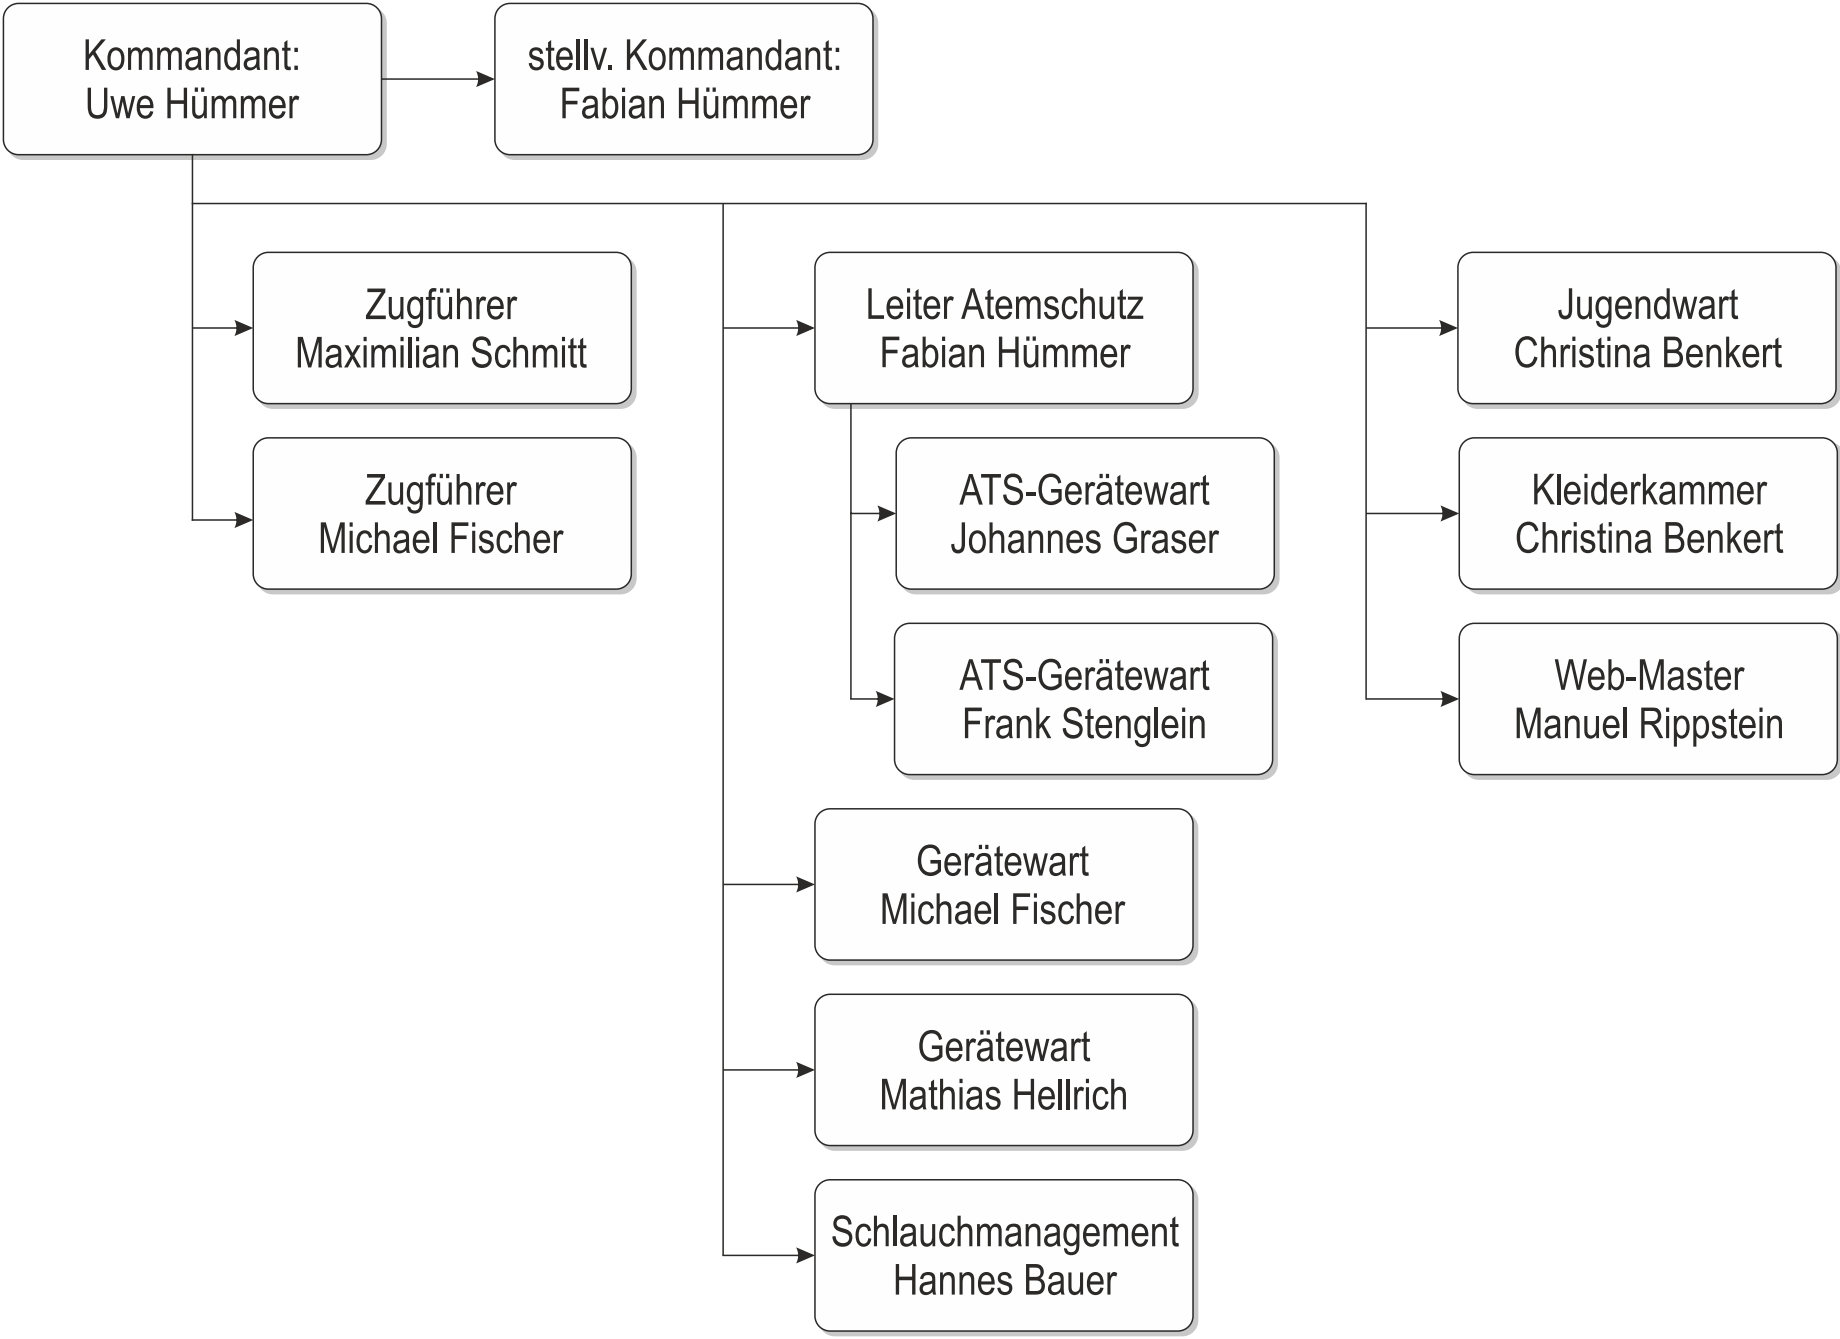 Kommandant:
Uwe Hümmer
stellv. Kommandant:
Fabian Hümmer
Zugführer
Maximilian Schmitt
Zugführer
Michael Fischer
Leiter Atemschutz
Fabian Hümmer
ATS-Gerätewart
Johannes Graser
ATS-Gerätewart
Frank Stenglein
Gerätewart
Michael Fischer
Gerätewart
Mathias Hellrich
Schlauchmanagement
Hannes Bauer
Jugendwart
Christina Benkert
Kleiderkammer
Christina Benkert
Web-Master
Manuel Rippstein